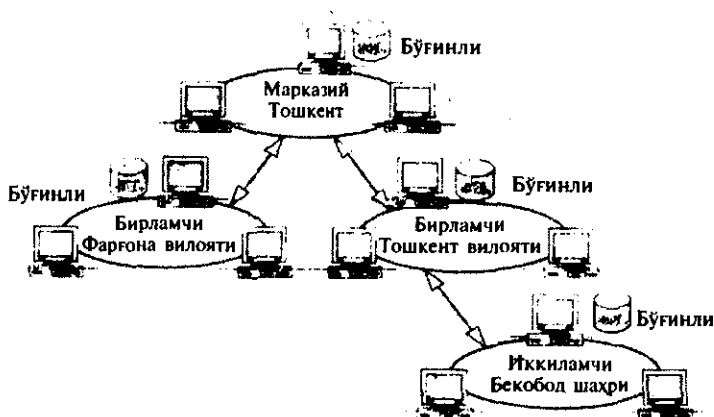 Бўғинли
Марказий
Тошкент
Бўғинли
Бирламчи
Фарғона вилояти
Бўғинли
Бирламчи
Тошкент вилояти
Бўғинли
Иккиламчи
Бекобод шаҳри